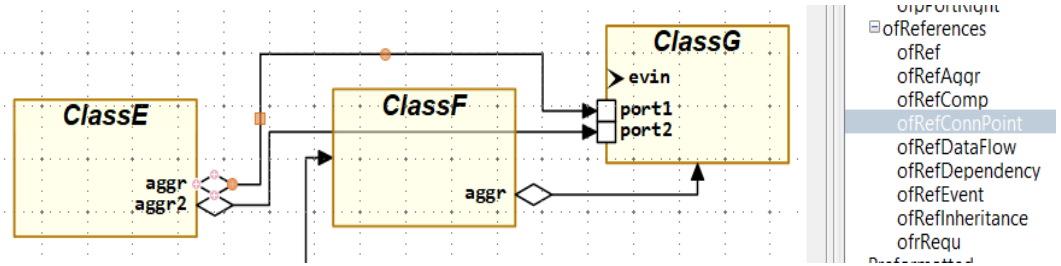 ClassE
aggr
aggr2
ClassF
aggr
ClassG
evin
port1
port2
ofpPortRight
ofReferences
ofRef
ofRefAggr
ofRefComp
ofRefConnPoint
ofRefDataFlow
ofRefDependency
ofRefEvent
ofRefInheritance
ofrRequ